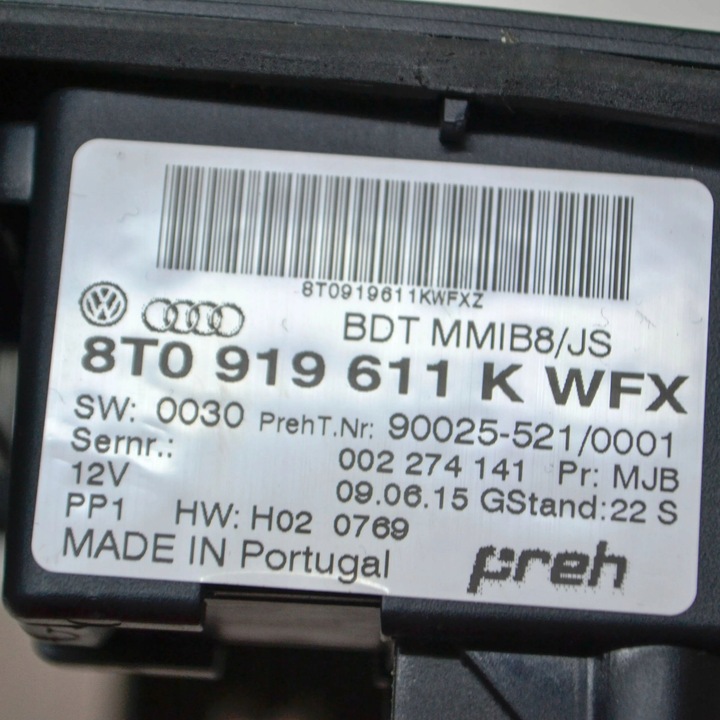 8T0919611KWFXZ
BDT MMIB8/JS
8T0 919 611 K WFX
SW: 0030 PrehT.Nr: 90025-521/0001
Sernr.: 002 274 141 Pr: MJB
12V 09.06.15 GStand: 22 S
PP1 HW: H02 0769
MADE IN Portugal
preh